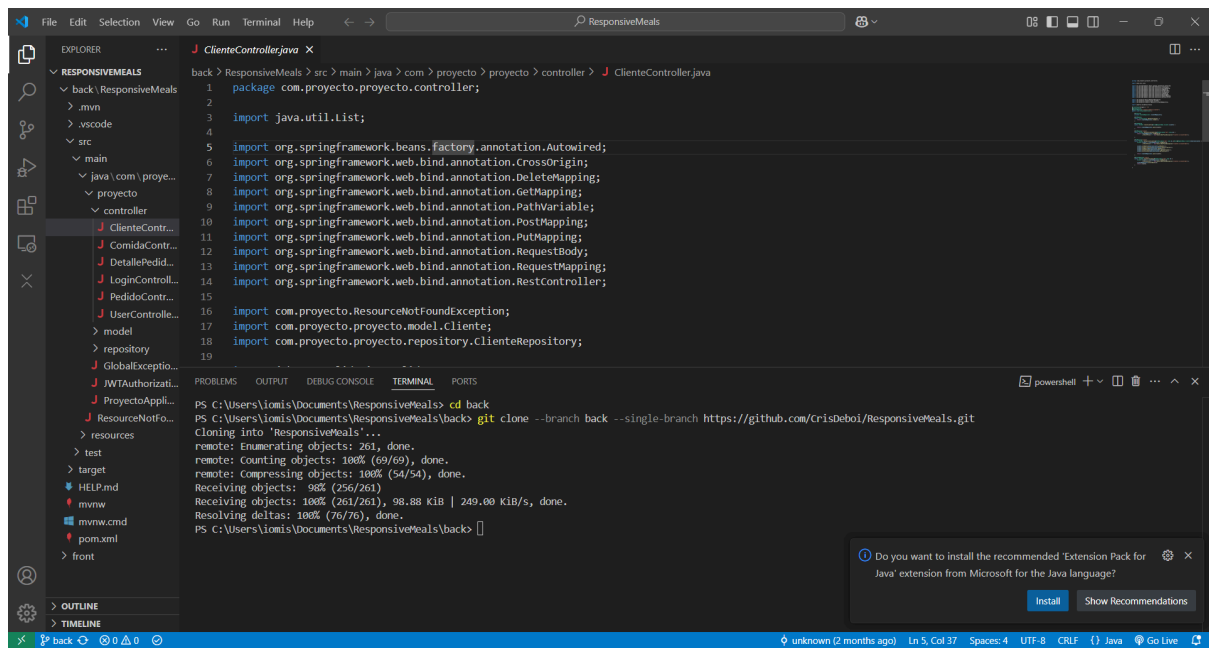 File Edit Selection View Go Run Terminal Help
ResponsiveMeals
EXPLORER
RESPONSIVEMEALS
back\ResponsiveMeals
.mvn
.vscode
src
main
java\com\proye...
proyecto
controller
ClienteContr...
ComidaContr...
DetallePedid...
LoginControll...
PedidoContr...
UserControlle...
model
repository
GlobalExceptio...
JWTAuthorizati...
ProyectoAppli...
ResourceNotFo...
resources
test
target
HELP.md
mvnw
mvnw.cmd
pom.xml
front
OUTLINE
TIMELINE
ClienteController.java
back > ResponsiveMeals > src > main > java > com > proyecto > proyecto > controller > ClienteController.java
1 package com.proyecto.proyecto.controller;
2
3 import java.util.List;
4
5 import org.springframework.beans.factory.annotation.Autowired;
6 import org.springframework.web.bind.annotation.CrossOrigin;
7 import org.springframework.web.bind.annotation.DeleteMapping;
8 import org.springframework.web.bind.annotation.GetMapping;
9 import org.springframework.web.bind.annotation.PathVariable;
10 import org.springframework.web.bind.annotation.PostMapping;
11 import org.springframework.web.bind.annotation.PutMapping;
12 import org.springframework.web.bind.annotation.RequestBody;
13 import org.springframework.web.bind.annotation.RequestMapping;
14 import org.springframework.web.bind.annotation.RestController;
15
16 import com.proyecto.ResourceNotFoundException;
17 import com.proyecto.proyecto.model.Cliente;
18 import com.proyecto.proyecto.repository.ClienteRepository;
19
PROBLEMS OUTPUT DEBUG CONSOLE TERMINAL PORTS
powershell
PS C:\Users\iomis\Documents\ResponsiveMeals> cd back
PS C:\Users\iomis\Documents\ResponsiveMeals\back> git clone --branch back --single-branch https://github.com/CrisDeboi/ResponsiveMeals.git
Cloning into 'ResponsiveMeals'...
remote: Enumerating objects: 261, done.
remote: Counting objects: 100% (69/69), done.
remote: Compressing objects: 100% (54/54), done.
Receiving objects: 98% (256/261)
Receiving objects: 100% (261/261), 98.88 KiB | 249.00 KiB/s, done.
Resolving deltas: 100% (76/76), done.
PS C:\Users\iomis\Documents\ResponsiveMeals\back>
Do you want to install the recommended 'Extension Pack for
Java' extension from Microsoft for the Java language?
Install Show Recommendations
back 0 0 unknown (2 months ago) Ln 5, Col 37 Spaces: 4 UTF-8 CRLF {} Java Go Live